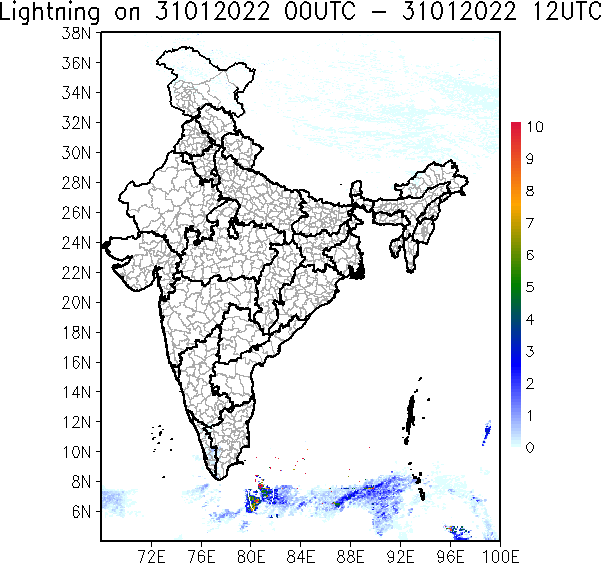 Lightning on 31012022 00UTC – 31012022 12UTC
38N
36N
34N
32N
30N
28N
26N
24N
22N
20N
18N
16N
14N
12N
10N
8N
6N
72E 76E 80E 84E 88E 92E 96E 100E
10
9
8
7
6
5
4
3
2
1
0